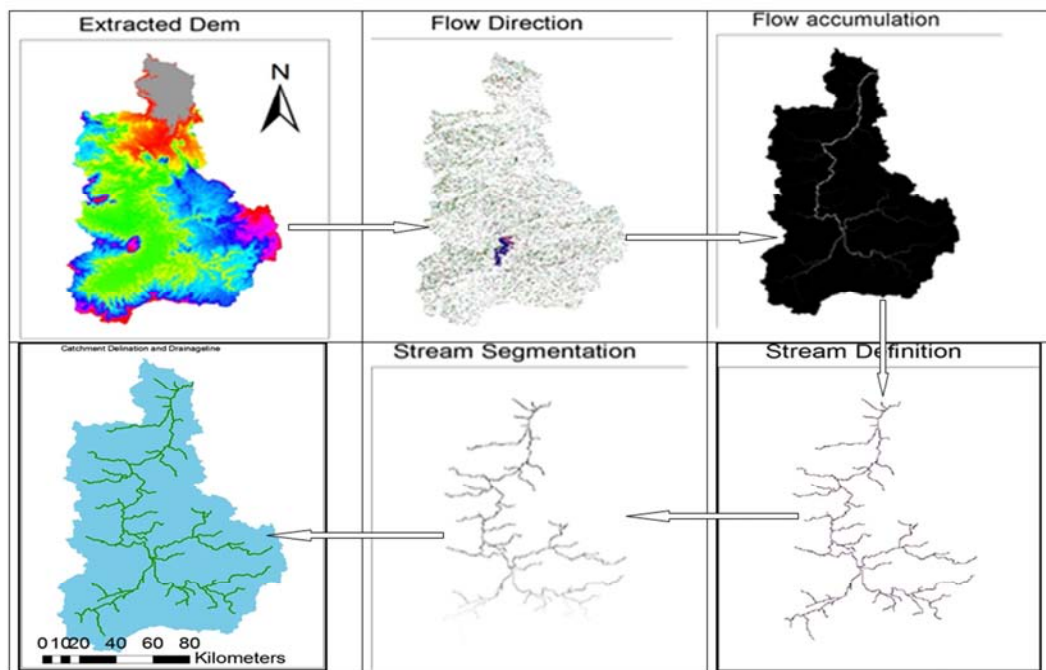 Extracted Dem
Flow Direction
Flow accumulation
N
Catchment Delination and Drainageline
Stream Segmentation
Stream Definition
0 10 20 40 60 80
Kilometers